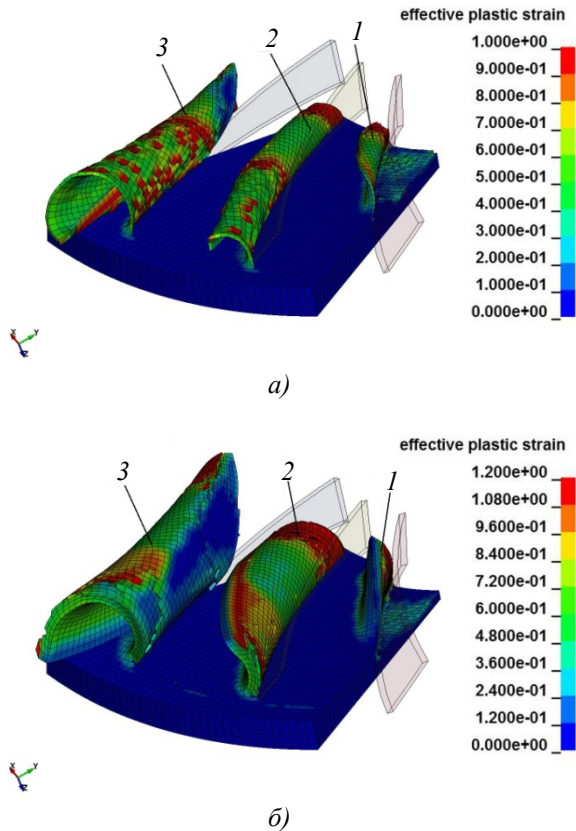 effective plastic strain
1.000e+00
9.000e-01
8.000e-01
7.000e-01
6.000e-01
5.000e-01
4.000e-01
3.000e-01
2.000e-01
1.000e-01
0.000e+00
3
2
1
X
Y
Z
а)
effective plastic strain
1.200e+00
1.080e+00
9.600e-01
8.400e-01
7.200e-01
6.000e-01
4.800e-01
3.600e-01
2.400e-01
1.200e-01
0.000e+00
3
2
1
X
Y
Z
б)